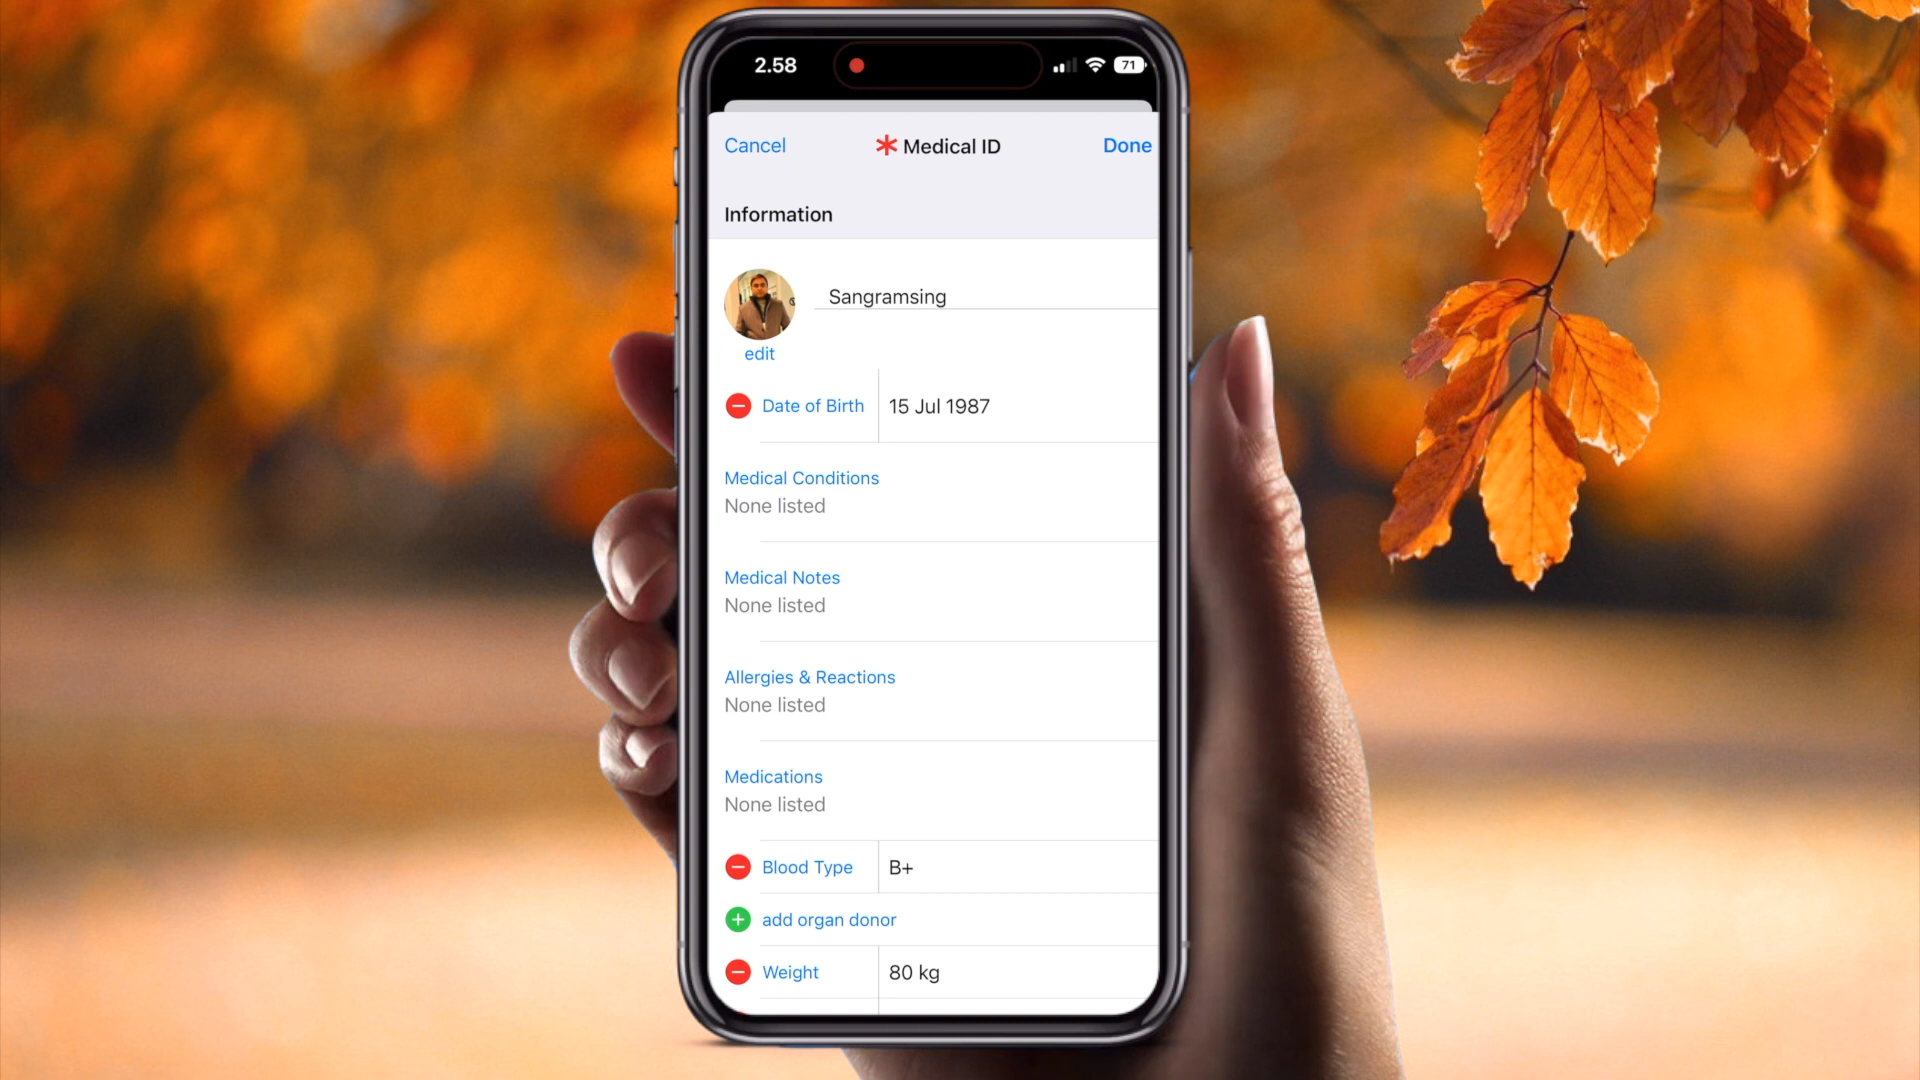 2.58
71
Cancel
Medical ID
Done
Information
Sangramsing
edit
Date of Birth
15 Jul 1987
Medical Conditions
None listed
Medical Notes
None listed
Allergies & Reactions
None listed
Medications
None listed
Blood Type
B+
add organ donor
Weight
80 kg